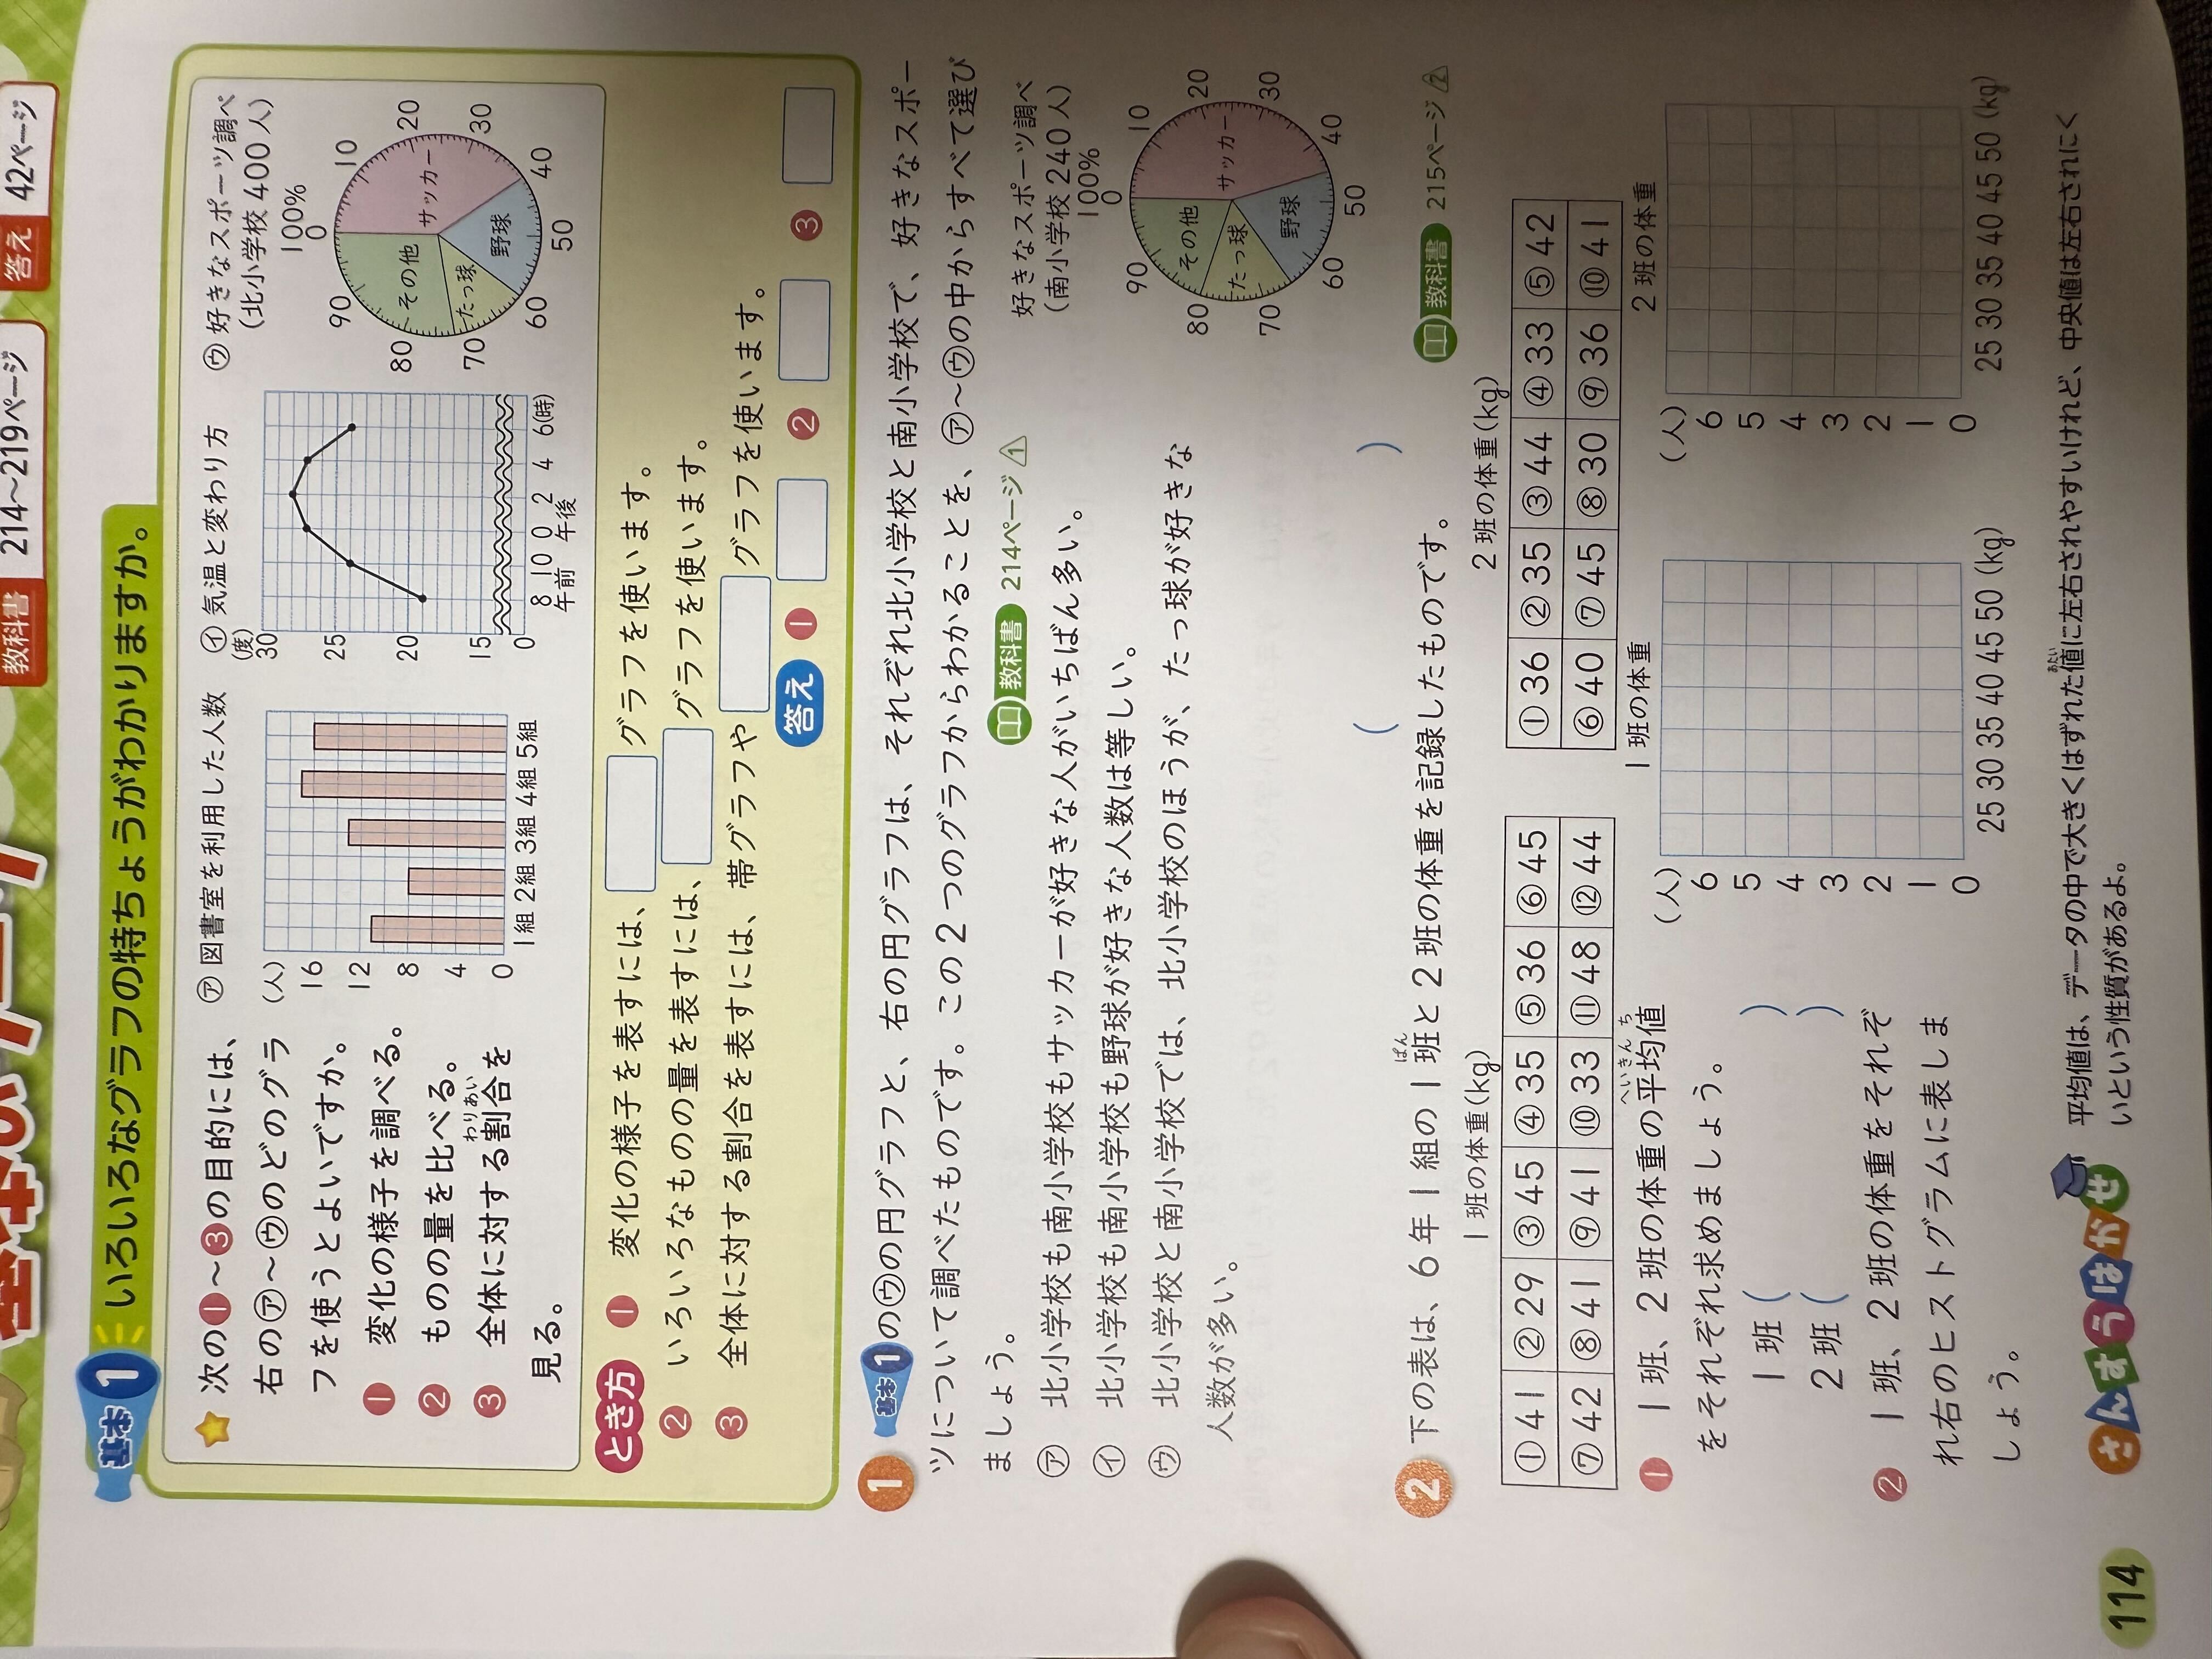 教科書 214〜219ページ 答え 42ページ
基本1 いろいろなグラフの特ちょうがわかりますか。
次の❶〜❸の目的には、
右の㋐〜㋒のどのグラ
フを使うとよいですか。
❶ 変化の様子を調べる。
❷ ものの量を比べる。
❸ 全体に対する割合を
わりあい
見る。
㋐ 図書室を利用した人数
(人)
16
12
8
4
0
1組 2組 3組 4組 5組
㋑ 気温と変わり方
(度)
30
25
20
15
0
8 10 0 2 4 6(時)
午前 午後
㋒ 好きなスポーツ調べ
(北小学校 400 人)
100%
0
10
20
30
40
50
60
70
80
90
サッカー
野球
たっ球
その他
とき方 ❶ 変化の様子を表すには、 グラフを使います。
❷ いろいろなものの量を表すには、 グラフを使います。
❸ 全体に対する割合を表すには、帯グラフや グラフを使います。
答え ❶ ❷ ❸
1 基本1の㋒の円グラフと、右の円グラフは、それぞれ北小学校と南小学校で、好きなスポー
ツについて調べたものです。この2つのグラフからわかることを、㋐〜㋒の中からすべて選び
ましょう。
教科書 214ページ 1
㋐ 北小学校も南小学校もサッカーが好きな人がいちばん多い。
㋑ 北小学校も南小学校も野球が好きな人数は等しい。
㋒ 北小学校と南小学校では、北小学校のほうが、たっ球が好きな
人数が多い。
( )
好きなスポーツ調べ
(南小学校 240 人)
100%
0
10
20
30
40
50
60
70
80
90
サッカー
野球
たっ球
その他
2 下の表は、6年1組の1班と2班の体重を記録したものです。
ぱん
教科書 215ページ 2
1班の体重(kg)
①41 ②29 ③45 ④35 ⑤36 ⑥45
⑦42 ⑧41 ⑨41 ⑩33 ⑪48 ⑫44
2班の体重(kg)
①36 ②35 ③44 ④33 ⑤42
⑥40 ⑦45 ⑧30 ⑨36 ⑩41
❶ 1班、2班の体重の平均値
へいきんち
をそれぞれ求めましょう。
1班( )
2班( )
❷ 1班、2班の体重をそれぞ
れ右のヒストグラムに表しま
しょう。
1班の体重
(人)
6
5
4
3
2
1
0
25 30 35 40 45 50 (kg)
2班の体重
(人)
6
5
4
3
2
1
0
25 30 35 40 45 50 (kg)
さんすうはかせ
平均値は、データの中で大きくはずれた値に左右されやすいけれど、中央値は左右されにく
あたい
いという性質があるよ。
114